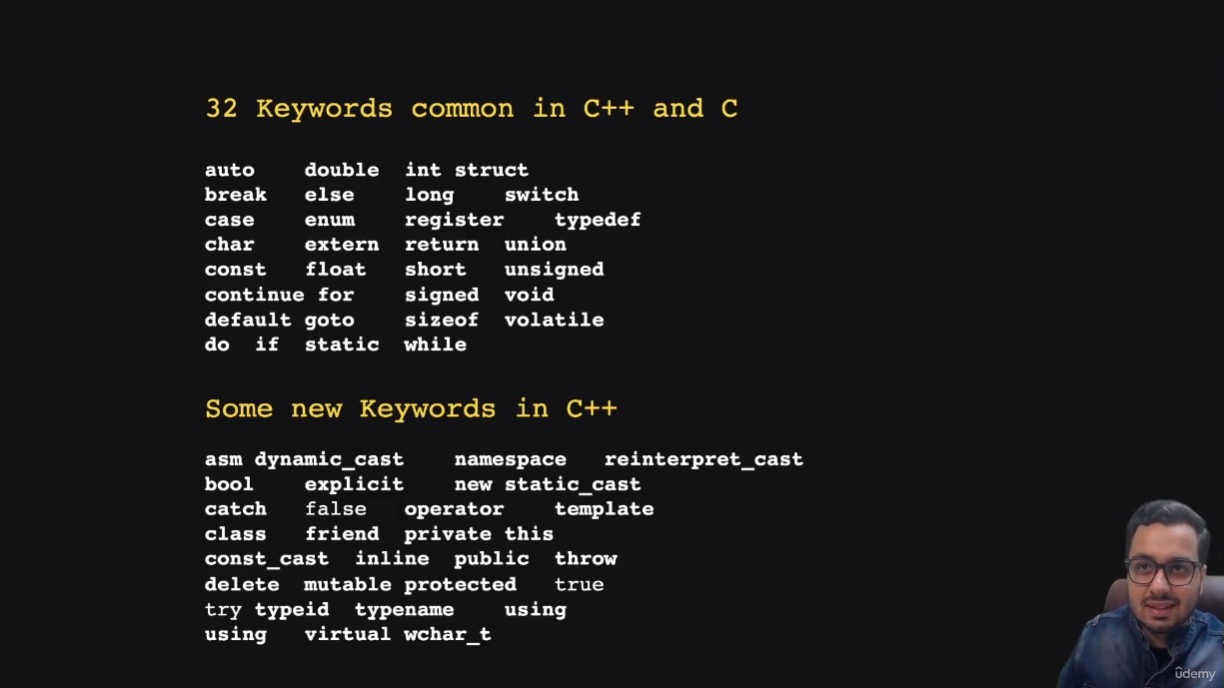 32 Keywords common in C++ and C
auto double int struct
break else long switch
case enum register typedef
char extern return union
const float short unsigned
continue for signed void
default goto sizeof volatile
do if static while
Some new Keywords in C++
asm dynamic_cast namespace reinterpret_cast
bool explicit new static_cast
catch false operator template
class friend private this
const_cast inline public throw
delete mutable protected true
try typeid typename using
using virtual wchar_t
ûdemy